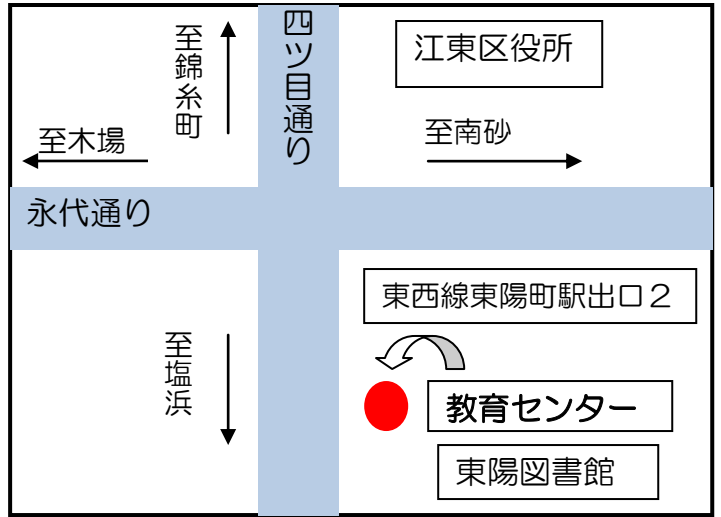 至錦糸町
四ツ目通り
江東区役所
至木場
至南砂
永代通り
東西線東陽町駅出口２
至塩浜
教育センター
東陽図書館